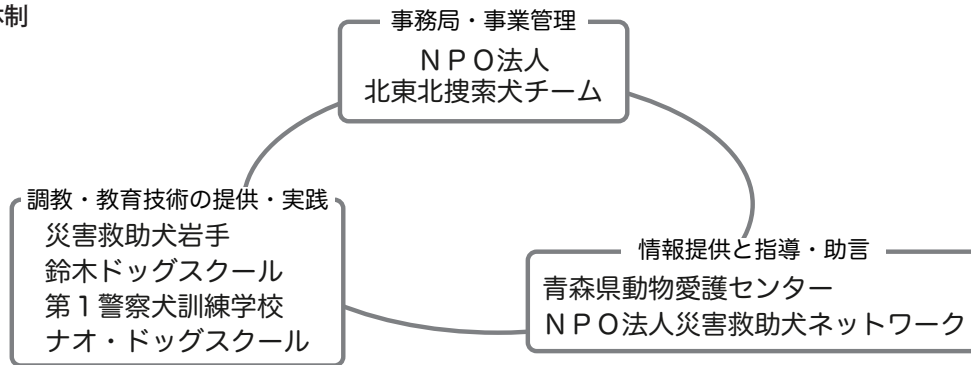 制
事務局・事業管理
ＮＰＯ法人
北東北捜索犬チーム
調教・教育技術の提供・実践
災害救助犬岩手
鈴木ドッグスクール
第１警察犬訓練学校
ナオ・ドッグスクール
情報提供と指導・助言
青森県動物愛護センター
ＮＰＯ法人災害救助犬ネットワーク